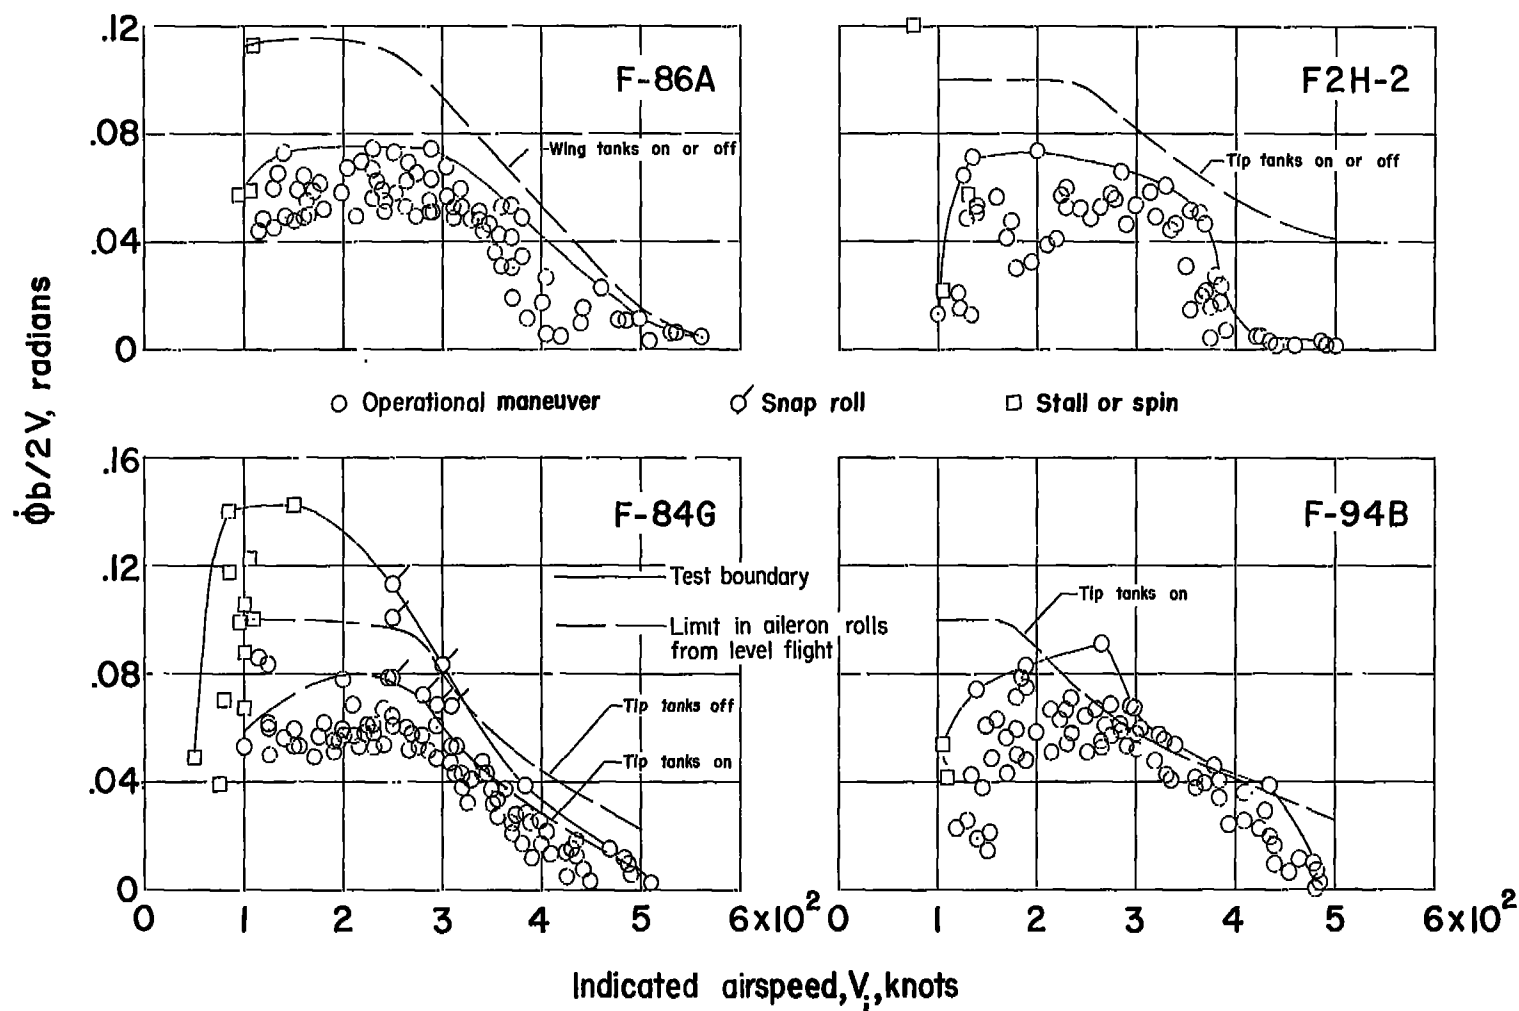 .12
.08
.04
0
F-86A
Wing tanks on or off
F2H-2
Tip tanks on or off
Operational maneuver
Snap roll
Stall or spin
φ̇b/2V, radians
.16
.12
.08
.04
0
F-84G
Test boundary
Limit in aileron rolls
from level flight
Tip tanks off
Tip tanks on
F-94B
Tip tanks on
0 1 2 3 4 5 6x10²
0 1 2 3 4 5 6x10²
Indicated airspeed, Vi, knots